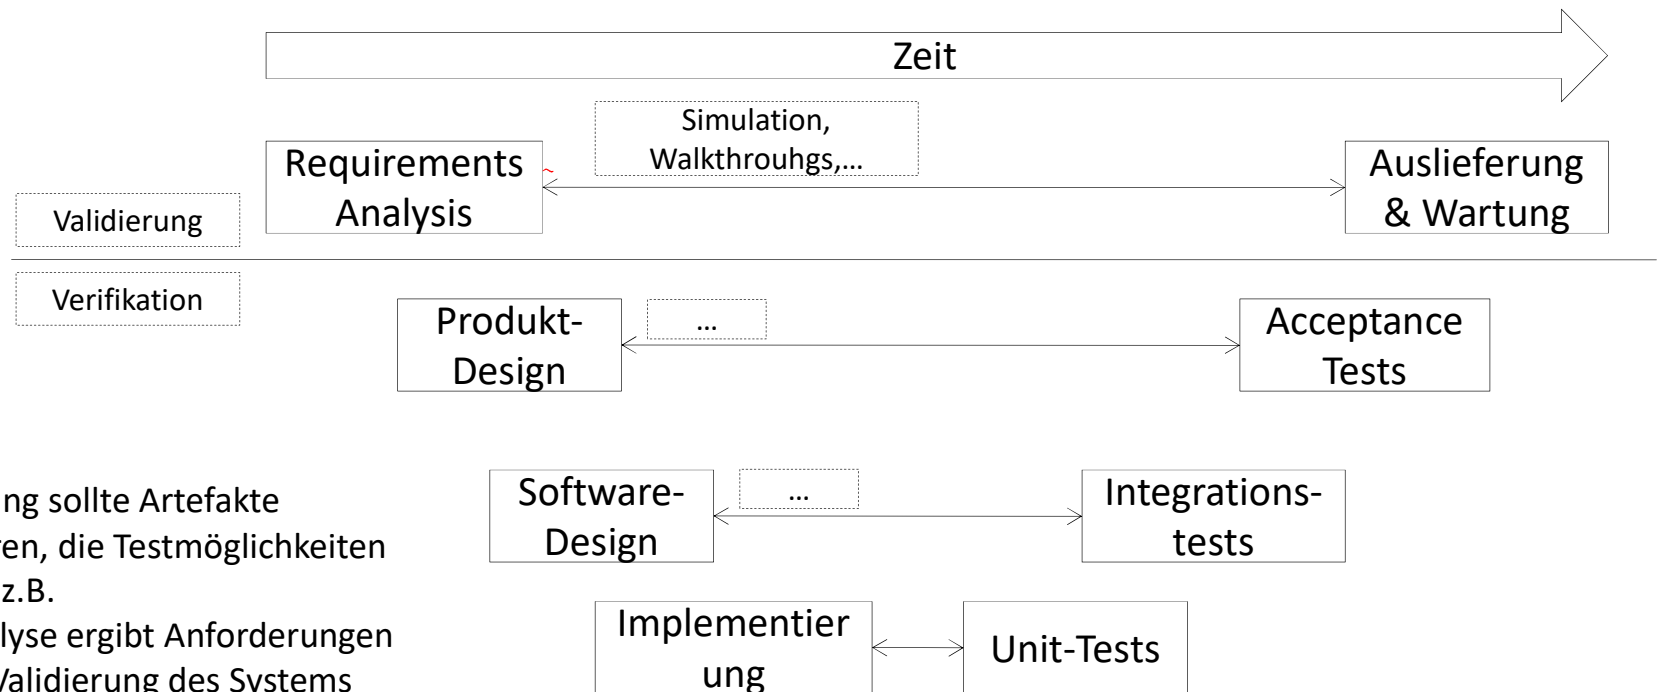 Zeit
Simulation,
Walkthrouhgs,...
Requirements
Analysis
Auslieferung
& Wartung
Validierung
Verifikation
Produkt-
Design
...
Acceptance
Tests
Software-
Design
...
Integrations-
tests
ng sollte Artefakte
ren, die Testmöglichkeiten
z.B.
lyse ergibt Anforderungen
Validierung des Systems
Implementier
ung
Unit-Tests